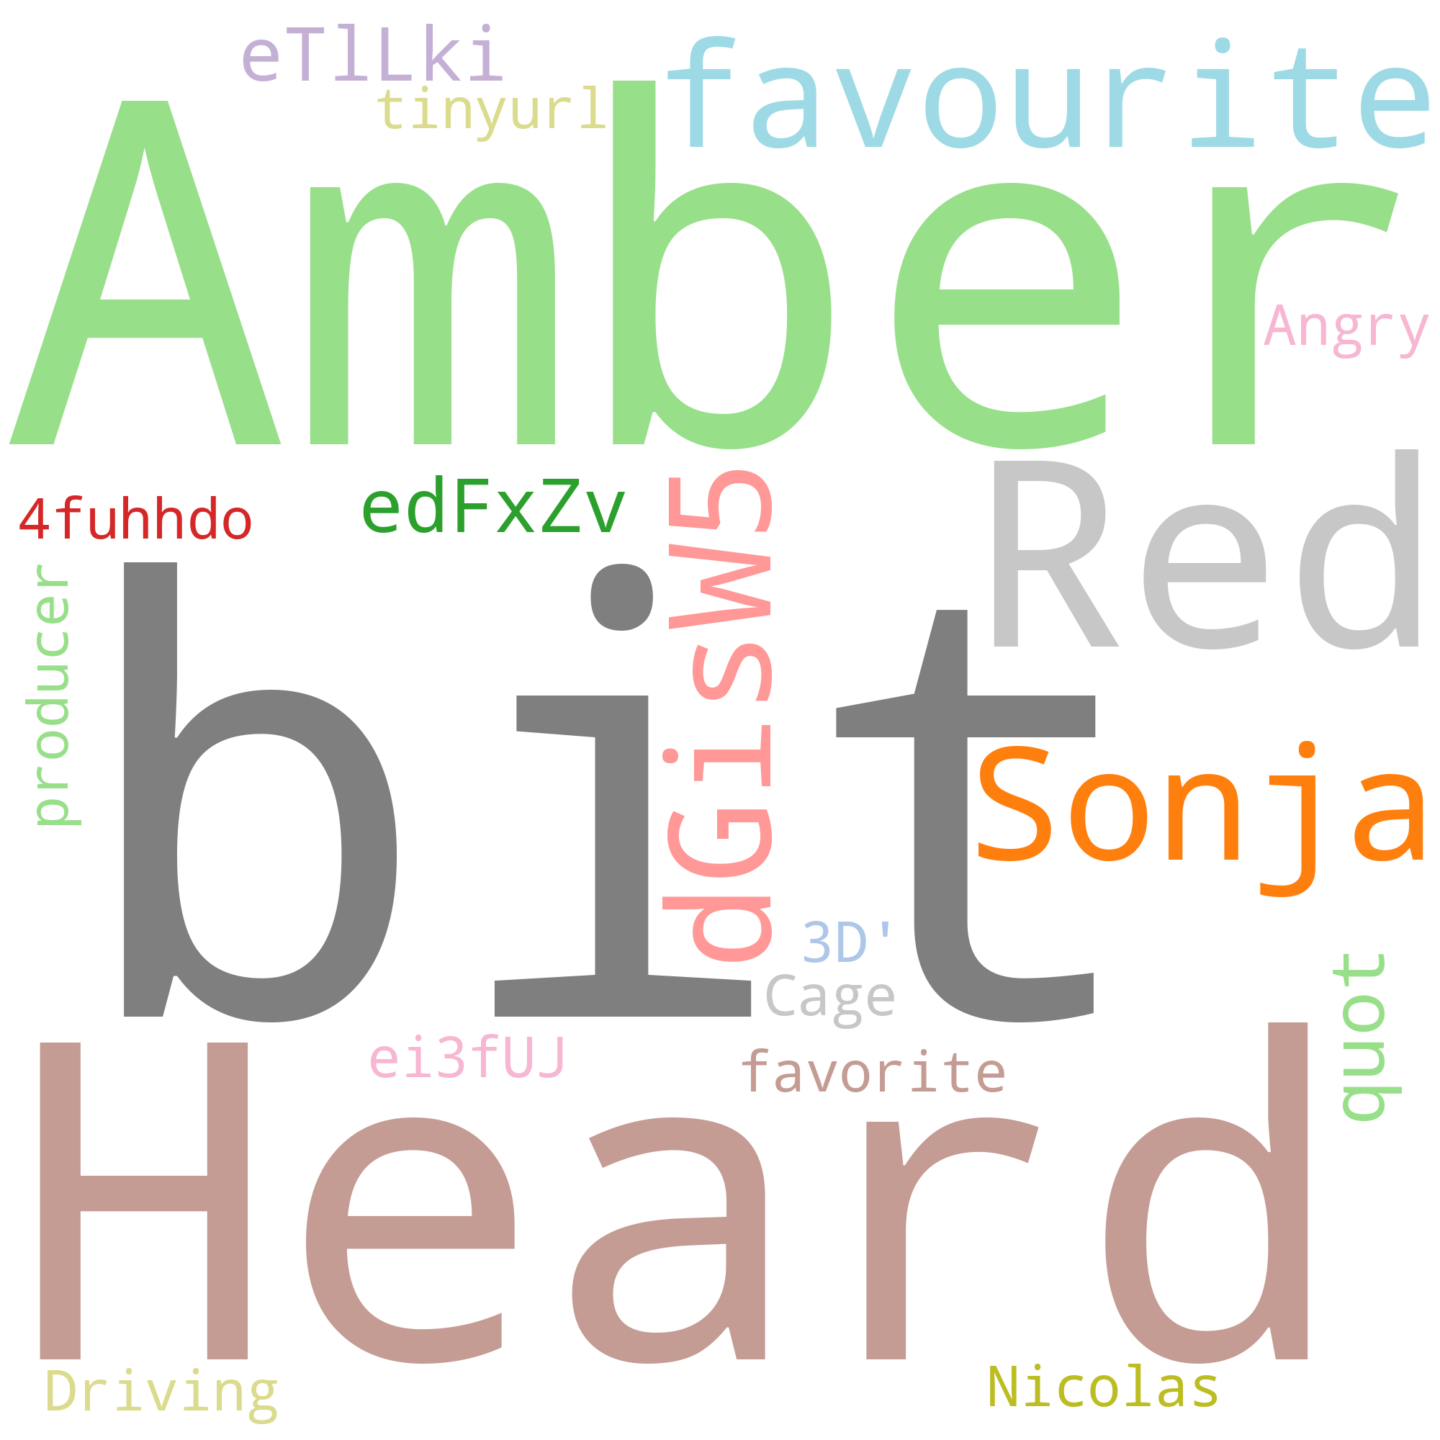 eTlLki
tinyurl
favourite
Amber
Angry
4fuhhdo
edFxZv
dGisW5
Red
producer
bit
Sonja
3D'
Cage
quot
ei3fUJ
favorite
Heard
Driving
Nicolas